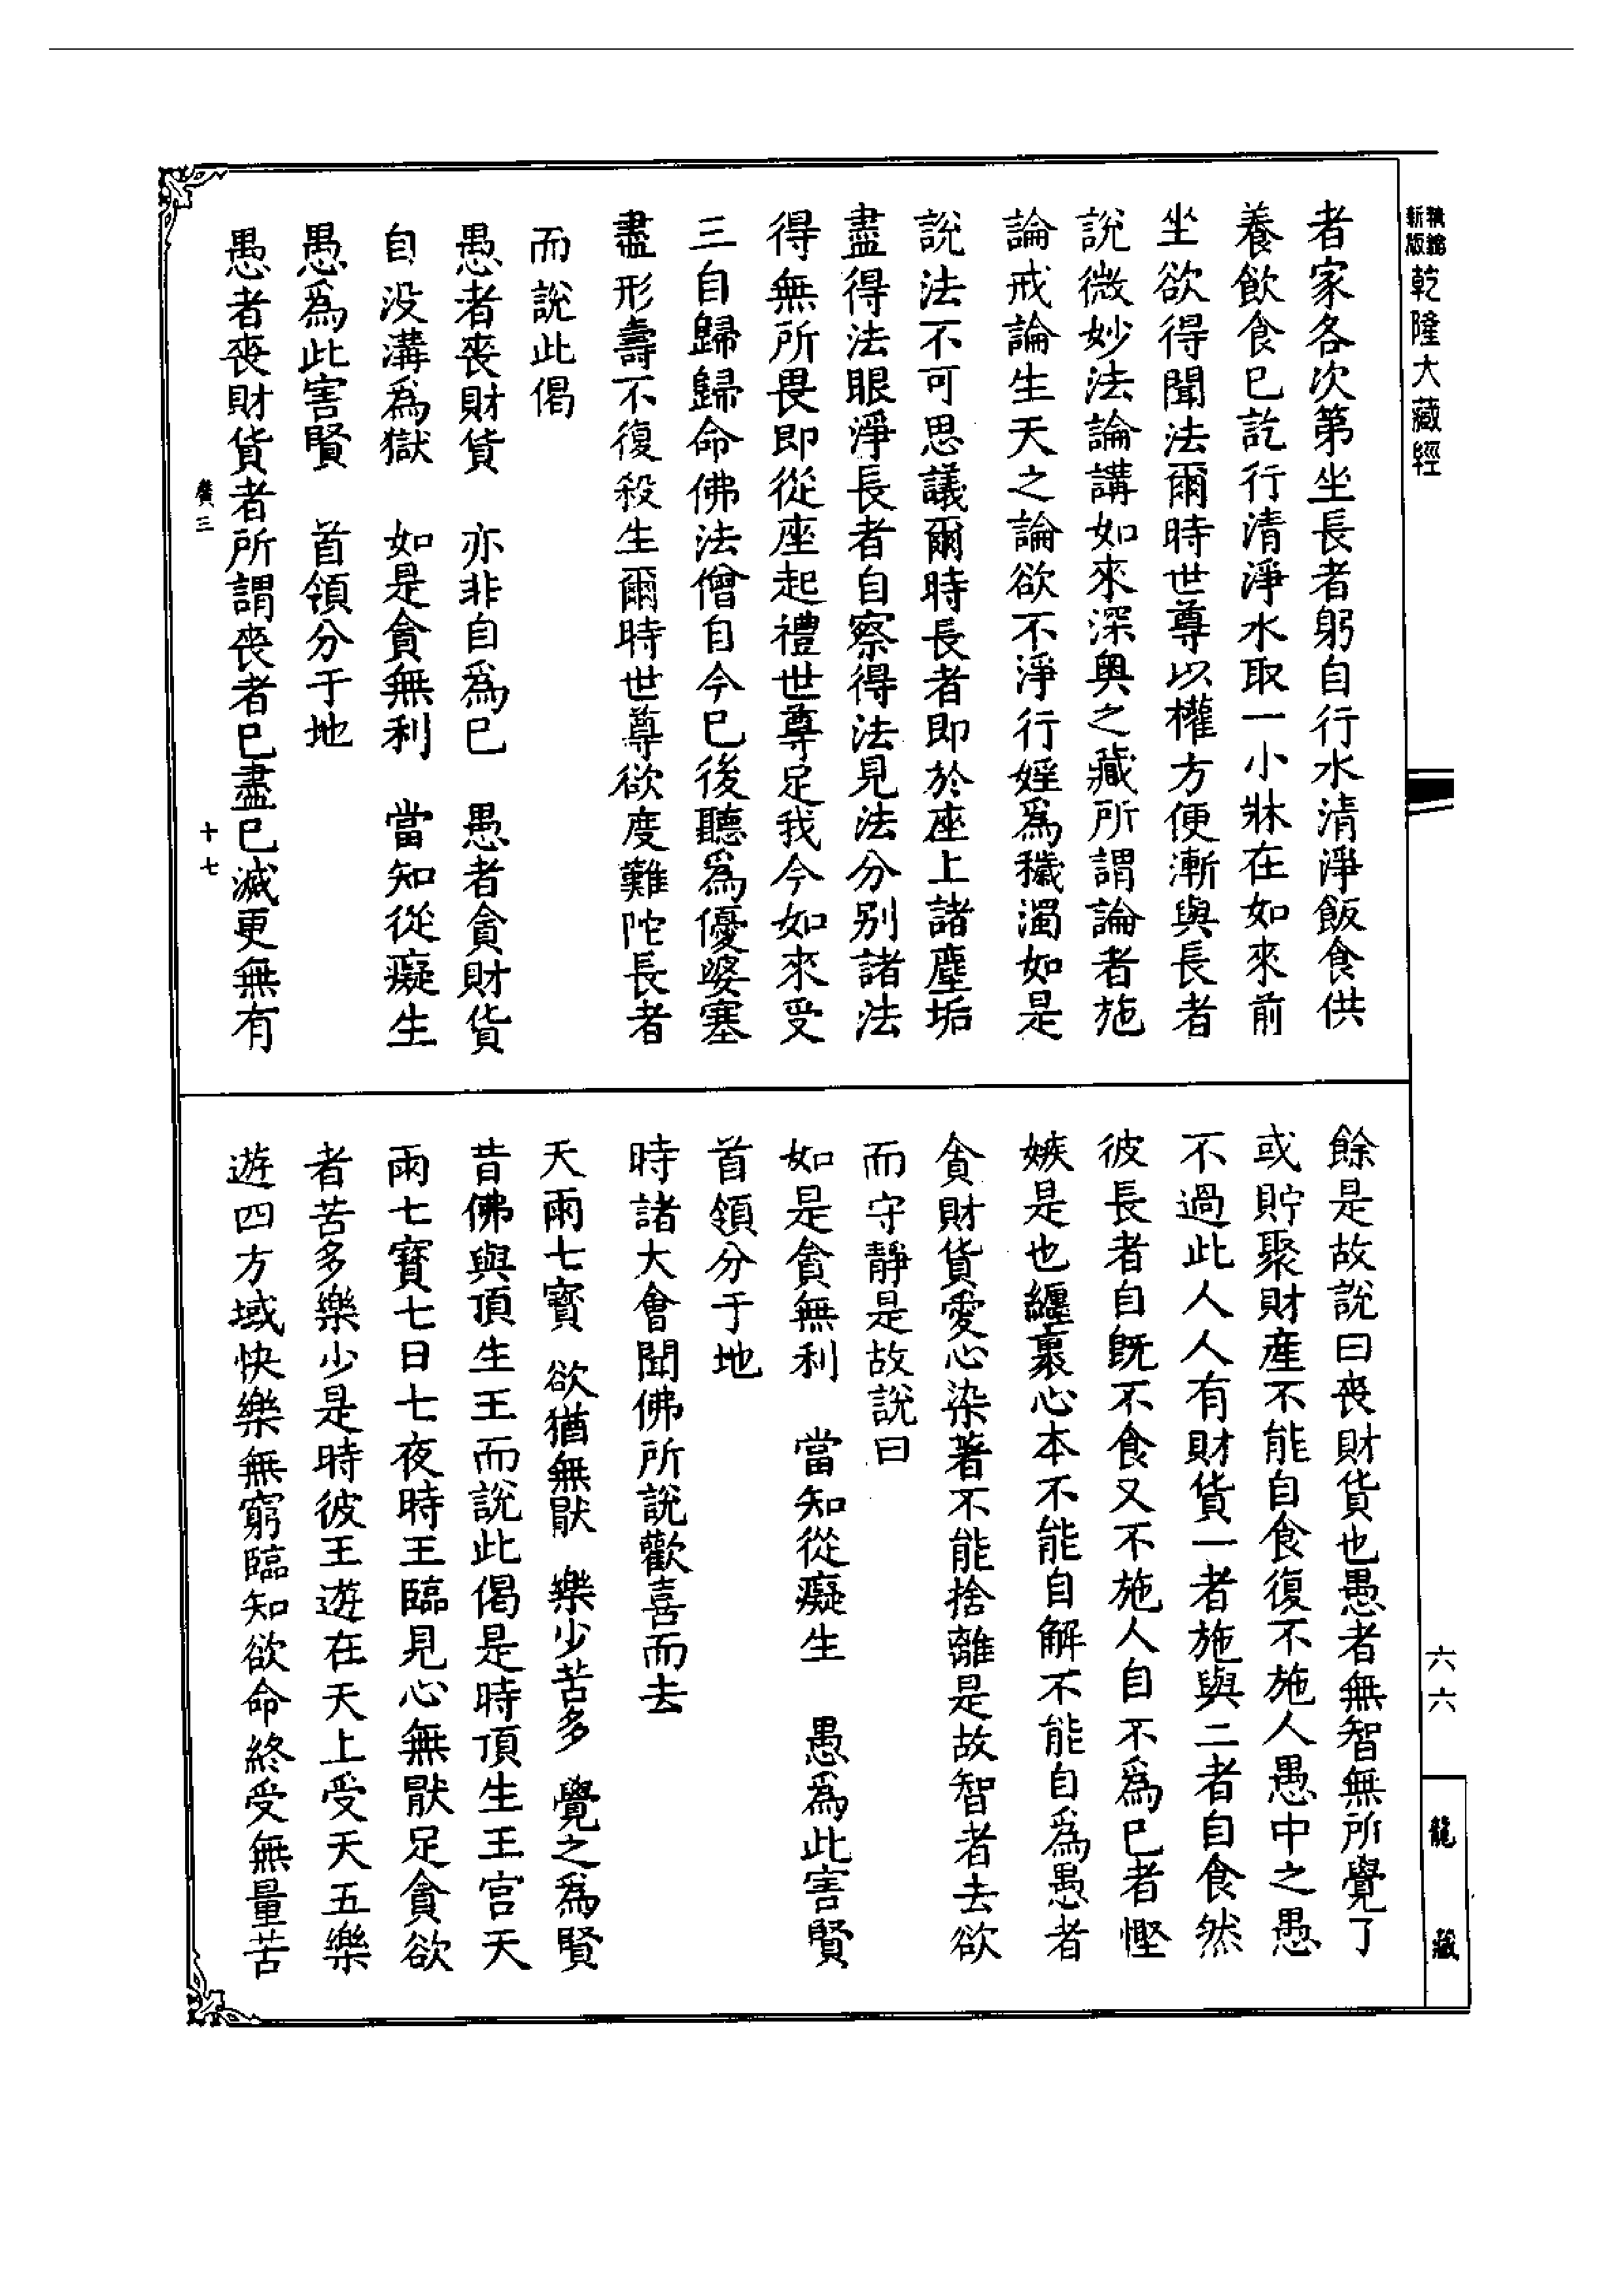 新版
乾隆大藏經
者家各次第坐長者躬自行水清淨飯食供
養飲食已訖行清淨水取一小牀在如來前
坐欲得聞法爾時世尊以權方便漸與長者
說微妙法論講如來深奧之藏所謂論者施
論戒論生天之論欲不淨行婬為穢濁如是
說法不可思議爾時長者即於座上諸塵垢
盡得法眼淨長者自察得法見法分別諸法
得無所畏即從座起禮世尊足我今如來受
三自歸歸命佛法僧自今已後聽為優婆塞
盡形壽不復殺生爾時世尊欲度難陀長者
而說此偈
愚者喪財貨　亦非自為已　愚者貪財貨
自没溝為獄　如是貪無利　當知從癡生
愚為此害賢　首領分于地
愚者喪財貨者所謂喪者已盡已滅更無有
廣三　十七
餘是故說曰喪財貨也愚者無智無所覺了
或貯聚財產不能自食復不施人愚中之愚
不過此人人有財貨一者施與二者自食然
彼長者自既不食又不施人自不為已者慳
嫉是也纏裹心本不能自解不能自為愚者
貪財貨愛心染著不能捨離是故智者去欲
而守靜是故說曰
如是貪無利　當知從癡生　愚為此害賢
首領分于地
時諸大會聞佛所說歡喜而去
天雨七寶　欲猶無猒　樂少苦多　覺之為賢
昔佛與頂生王而說此偈是時頂生王宫天
雨七寶七日七夜時王臨見心無猒足貪欲
者苦多樂少是時彼王遊在天上受天五樂
遊四方域快樂無窮臨知欲命終受無量苦
六六
龍藏